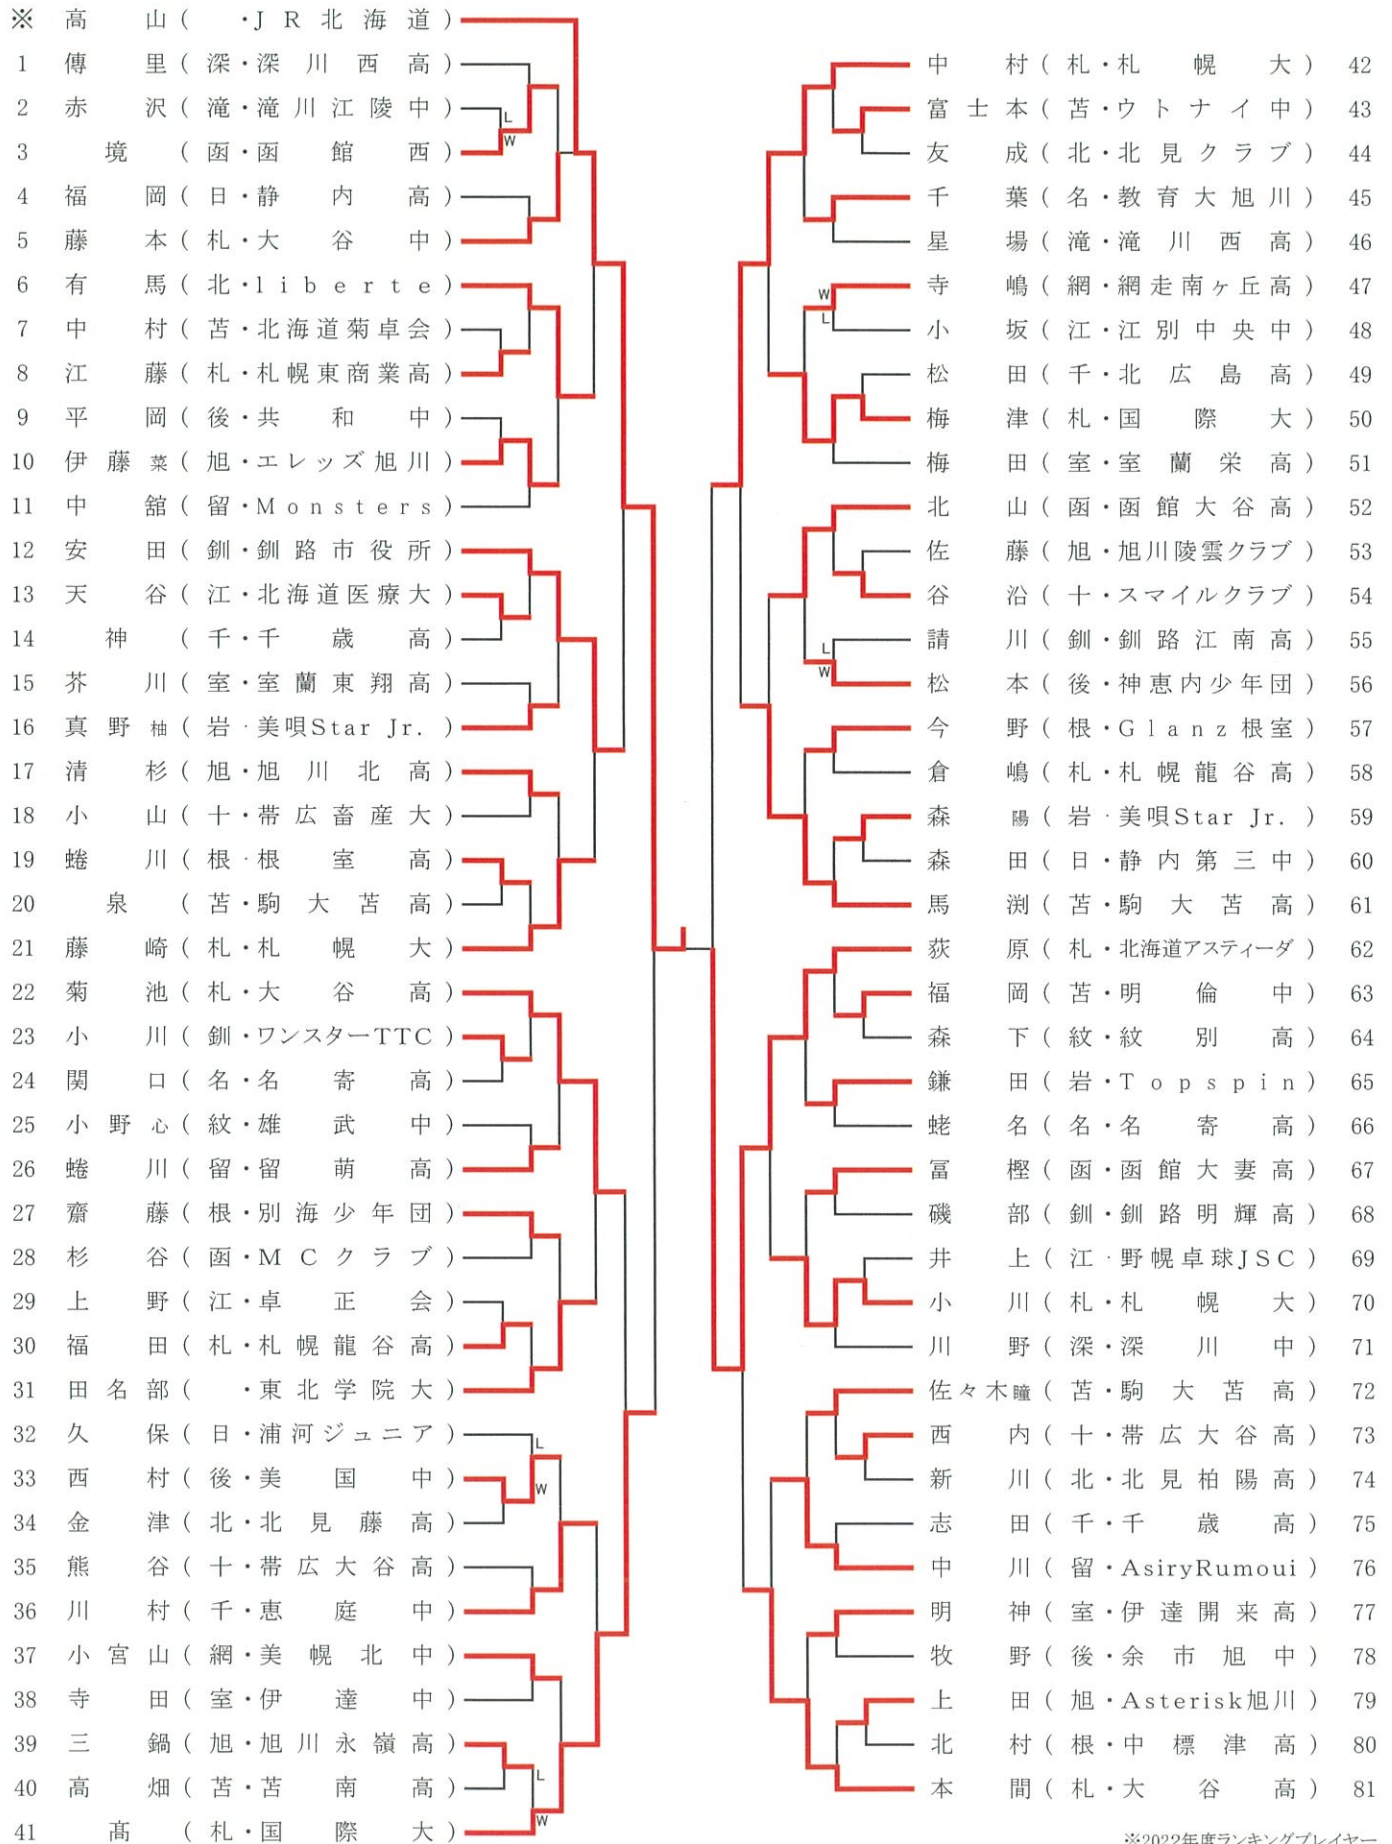 ※ 高山（ ・JR北海道）
1 傳里（深・深川西高）
2 赤沢（滝・滝川江陵中）
L
W
3 境（函・函館西）
4 福岡（日・静内高）
5 藤本（札・大谷中）
6 有馬（北・liberte）
7 中村（苫・北海道菊卓会）
8 江藤（札・札幌東商業高）
9 平岡（後・共和中）
10 伊藤菜（旭・エレッズ旭川）
11 中舘（留・Monsters）
12 安田（釧・釧路市役所）
13 天谷（江・北海道医療大）
14 神（千・千歳高）
15 芥川（室・室蘭東翔高）
16 真野柚（岩・美唄Star Jr.）
17 清杉（旭・旭川北高）
18 小山（十・帯広畜産大）
19 蜷川（根・根室高）
20 泉（苫・駒大苫高）
21 藤崎（札・札幌大）
22 菊池（札・大谷高）
23 小川（釧・ワンスターTTC）
24 関口（名・名寄高）
25 小野心（紋・雄武中）
26 蜷川（留・留萌高）
27 齋藤（根・別海少年団）
28 杉谷（函・MCクラブ）
29 上野（江・卓正会）
30 福田（札・札幌龍谷高）
31 田名部（ ・東北学院大）
32 久保（日・浦河ジュニア）
L
33 西村（後・美国中）
W
34 金津（北・北見藤高）
35 熊谷（十・帯広大谷高）
36 川村（千・恵庭中）
37 小宮山（網・美幌北中）
38 寺田（室・伊達中）
39 三鍋（旭・旭川永嶺高）
40 高畑（苫・苫南高）
L
W
41 髙（札・国際大）
中村（札・札幌大） 42
富士本（苫・ウトナイ中） 43
友成（北・北見クラブ） 44
千葉（名・教育大旭川） 45
星場（滝・滝川西高） 46
寺嶋（網・網走南ヶ丘高） 47
W
L
小坂（江・江別中央中） 48
松田（千・北広島高） 49
梅津（札・国際大） 50
梅田（室・室蘭栄高） 51
北山（函・函館大谷高） 52
佐藤（旭・旭川陵雲クラブ） 53
谷沿（十・スマイルクラブ） 54
請川（釧・釧路江南高） 55
L
W
松本（後・神恵内少年団） 56
今野（根・Glanz根室） 57
倉嶋（札・札幌龍谷高） 58
森陽（岩・美唄Star Jr.） 59
森田（日・静内第三中） 60
馬渕（苫・駒大苫高） 61
荻原（札・北海道アスティーダ） 62
福岡（苫・明倫中） 63
森下（紋・紋別高） 64
鎌田（岩・Topspin） 65
蛯名（名・名寄高） 66
冨樫（函・函館大妻高） 67
磯部（釧・釧路明輝高） 68
井上（江・野幌卓球JSC） 69
小川（札・札幌大） 70
川野（深・深川中） 71
佐々木瞳（苫・駒大苫高） 72
西内（十・帯広大谷高） 73
新川（北・北見柏陽高） 74
志田（千・千歳高） 75
中川（留・AsiryRumoui） 76
明神（室・伊達開来高） 77
牧野（後・余市旭中） 78
上田（旭・Asterisk旭川） 79
北村（根・中標津高） 80
本間（札・大谷高） 81
※2022年度ランキングプレイヤー